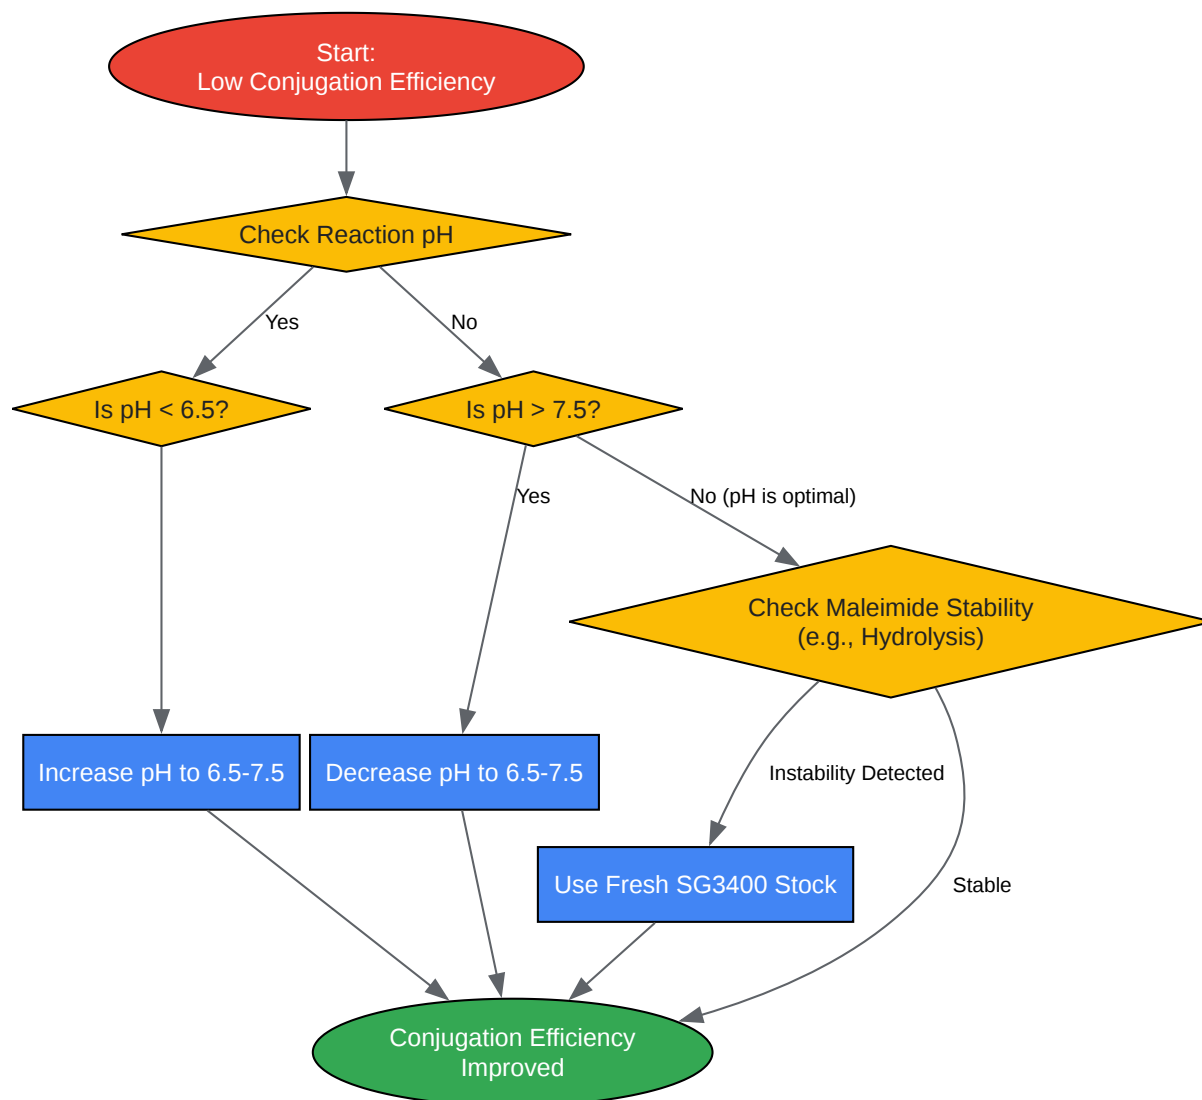 Start:
Low Conjugation Efficiency
Check Reaction pH
Yes
No
Is pH < 6.5?
Is pH > 7.5?
Yes
No (pH is optimal)
Check Maleimide Stability
(e.g., Hydrolysis)
Increase pH to 6.5-7.5
Decrease pH to 6.5-7.5
Instability Detected
Use Fresh SG3400 Stock
Stable
Conjugation Efficiency
Improved